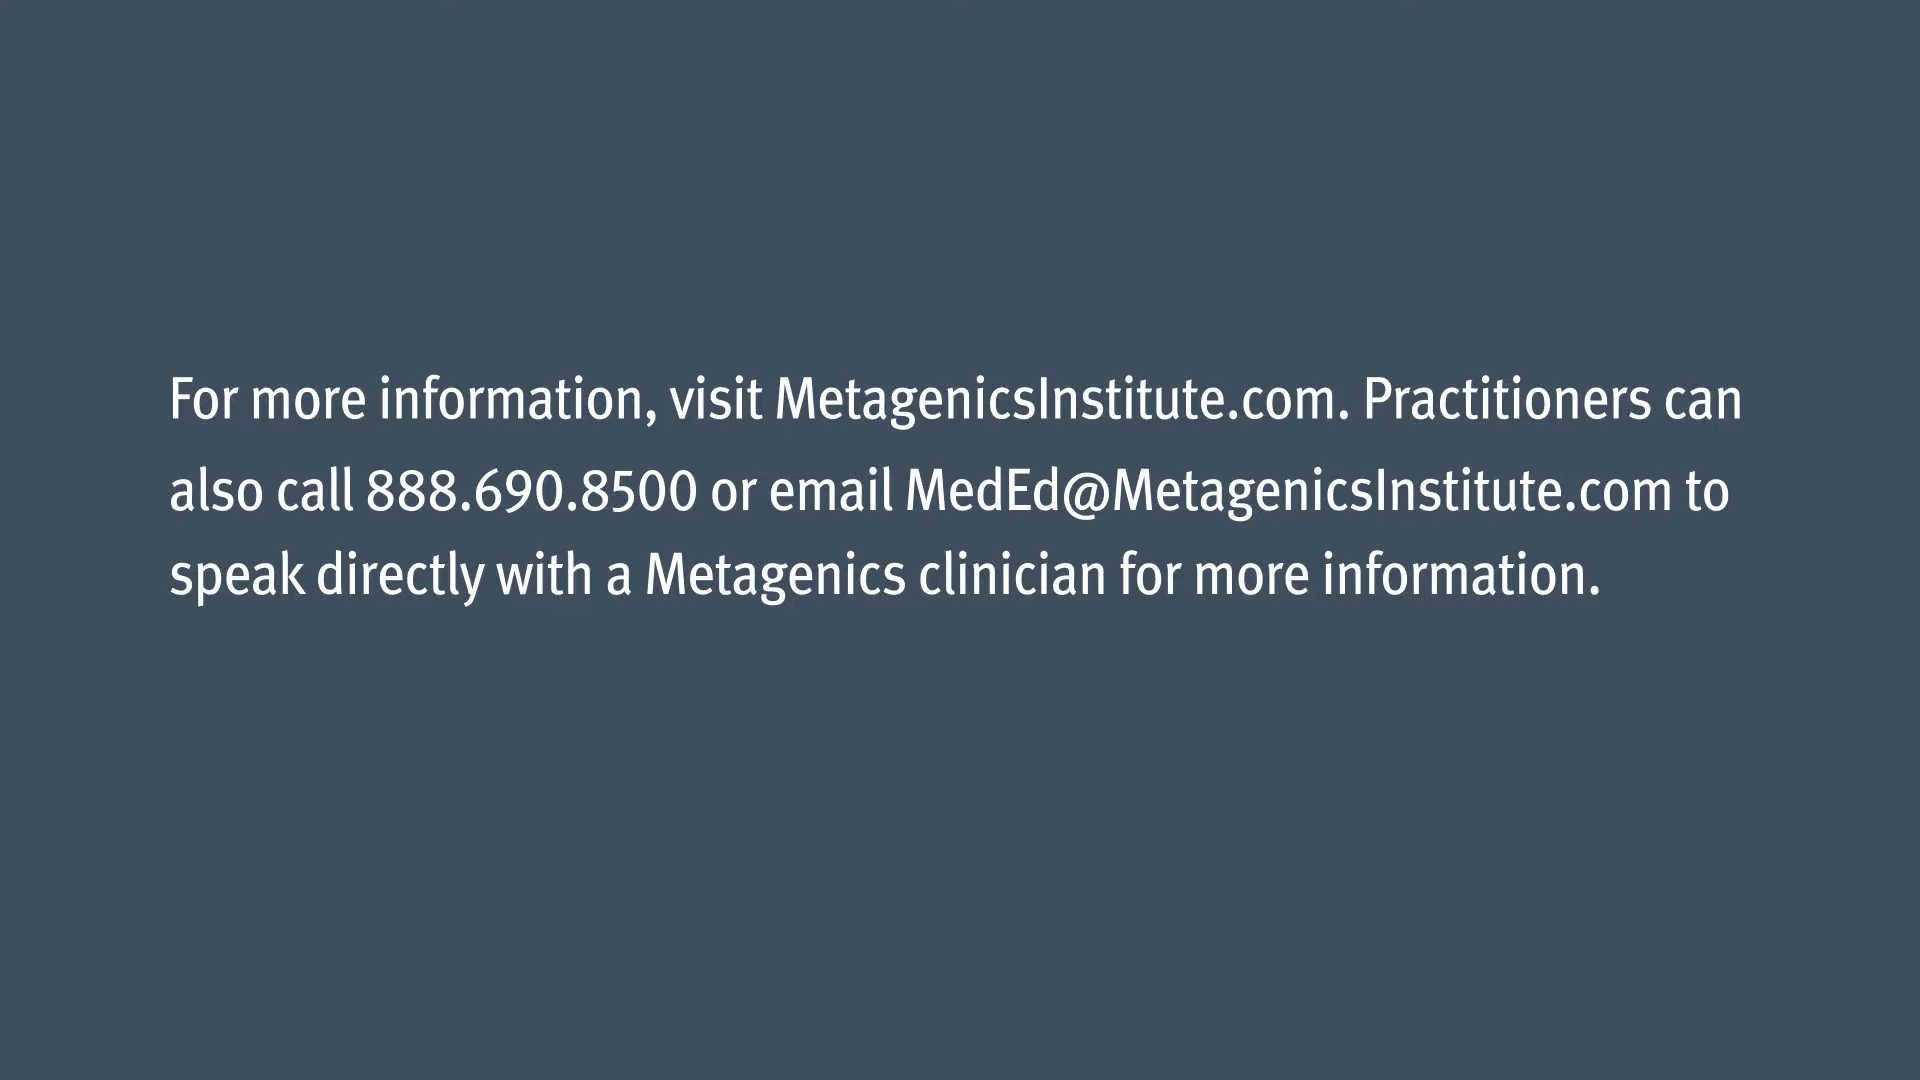 For more information, visit MetagenicsInstitute.com. Practitioners can
also call 888.690.8500 or email MedEd@MetagenicsInstitute.com to
speak directly with a Metagenics clinician for more information.